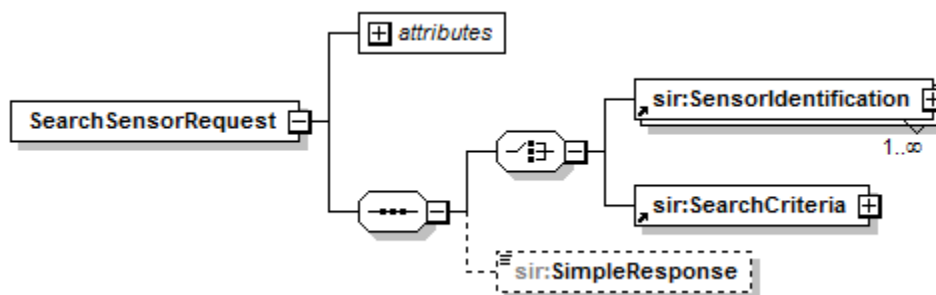 attributes
SearchSensorRequest
sir:SensorIdentification
1..∞
sir:SearchCriteria
sir:SimpleResponse